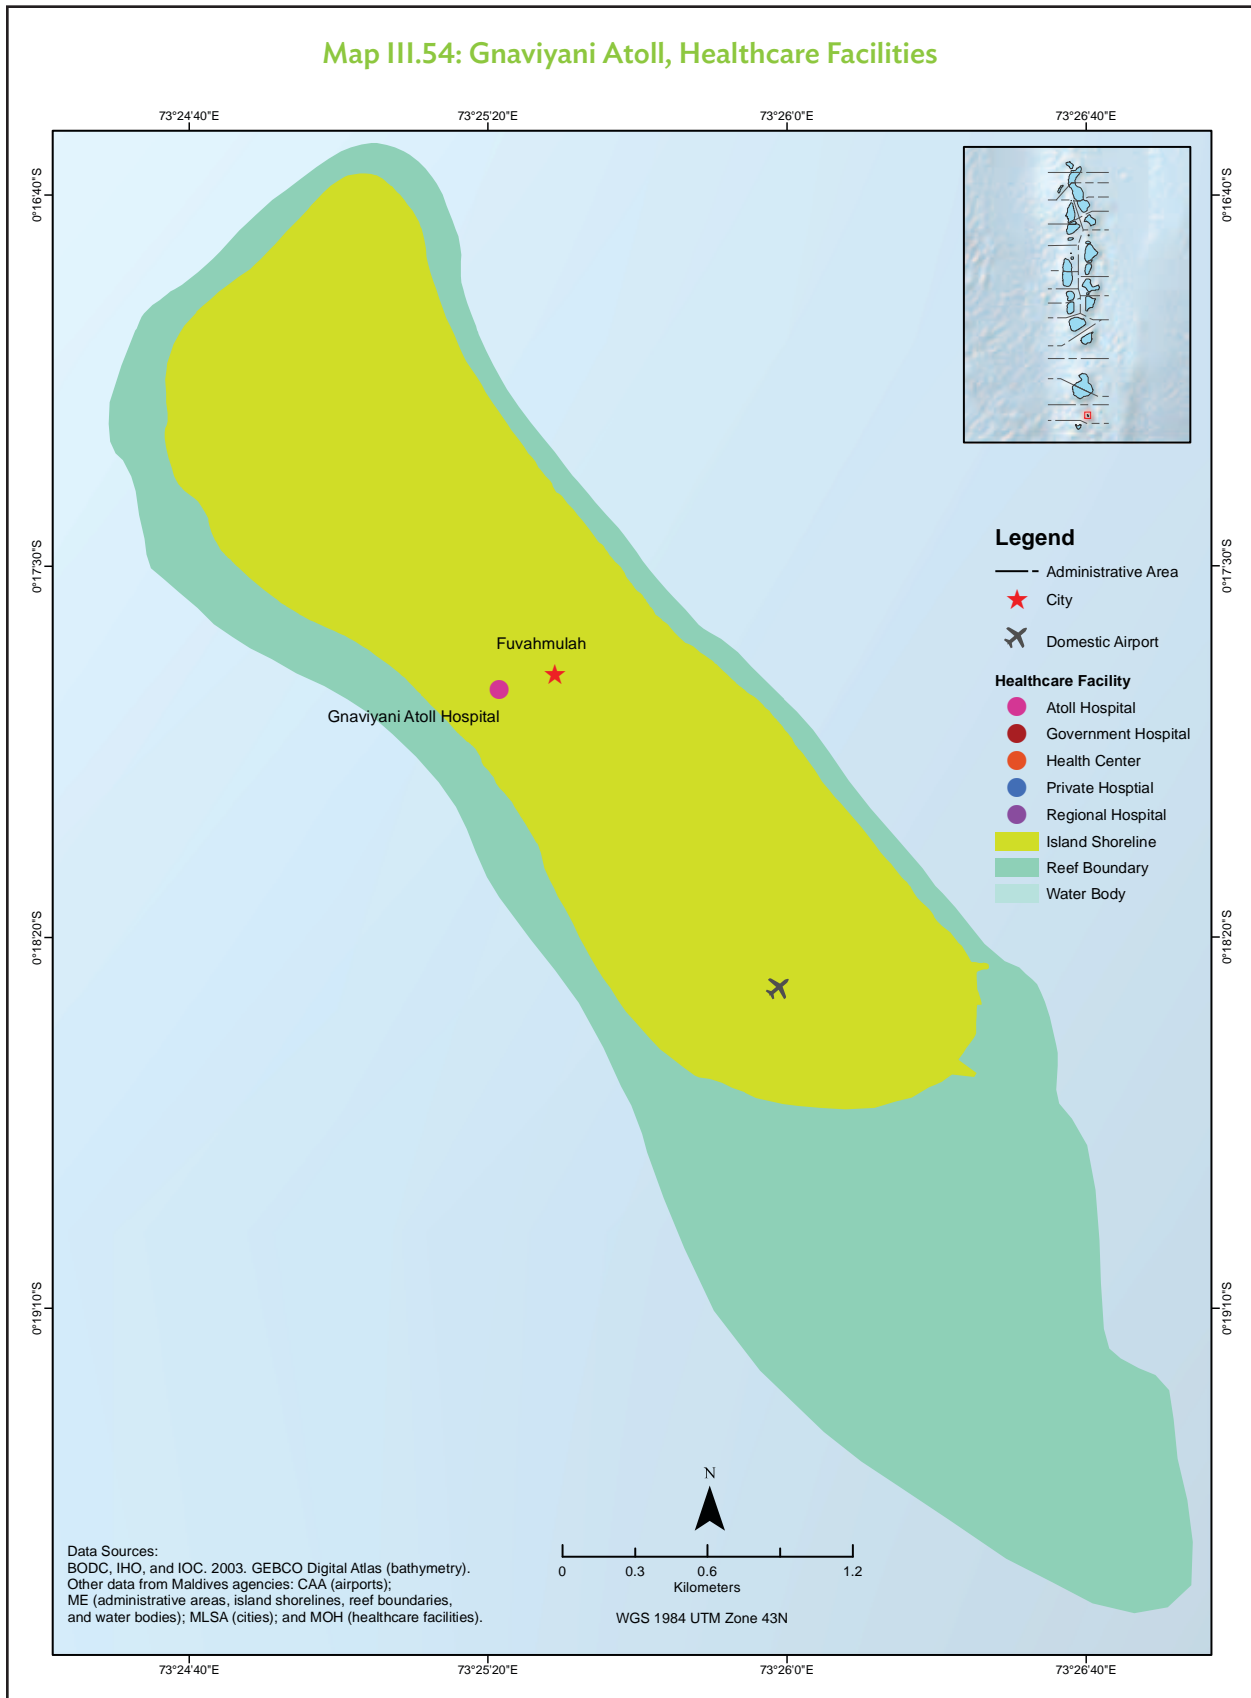 Map III.54: Gnaviyani Atoll, Healthcare Facilities
73°24'40"E
73°25'20"E
73°26'0"E
73°26'40"E
0°16'40"S
0°16'40"S
0°17'30"S
0°17'30"S
0°18'20"S
0°18'20"S
0°19'10"S
0°19'10"S
Legend
Administrative Area
City
Domestic Airport
Healthcare Facility
Atoll Hospital
Government Hospital
Health Center
Private Hosptial
Regional Hospital
Island Shoreline
Reef Boundary
Water Body
Fuvahmulah
Gnaviyani Atoll Hospital
N
0 0.3 0.6 1.2
Kilometers
WGS 1984 UTM Zone 43N
Data Sources:
BODC, IHO, and IOC. 2003. GEBCO Digital Atlas (bathymetry).
Other data from Maldives agencies: CAA (airports);
ME (administrative areas, island shorelines, reef boundaries,
and water bodies); MLSA (cities); and MOH (healthcare facilities).
73°24'40"E
73°25'20"E
73°26'0"E
73°26'40"E